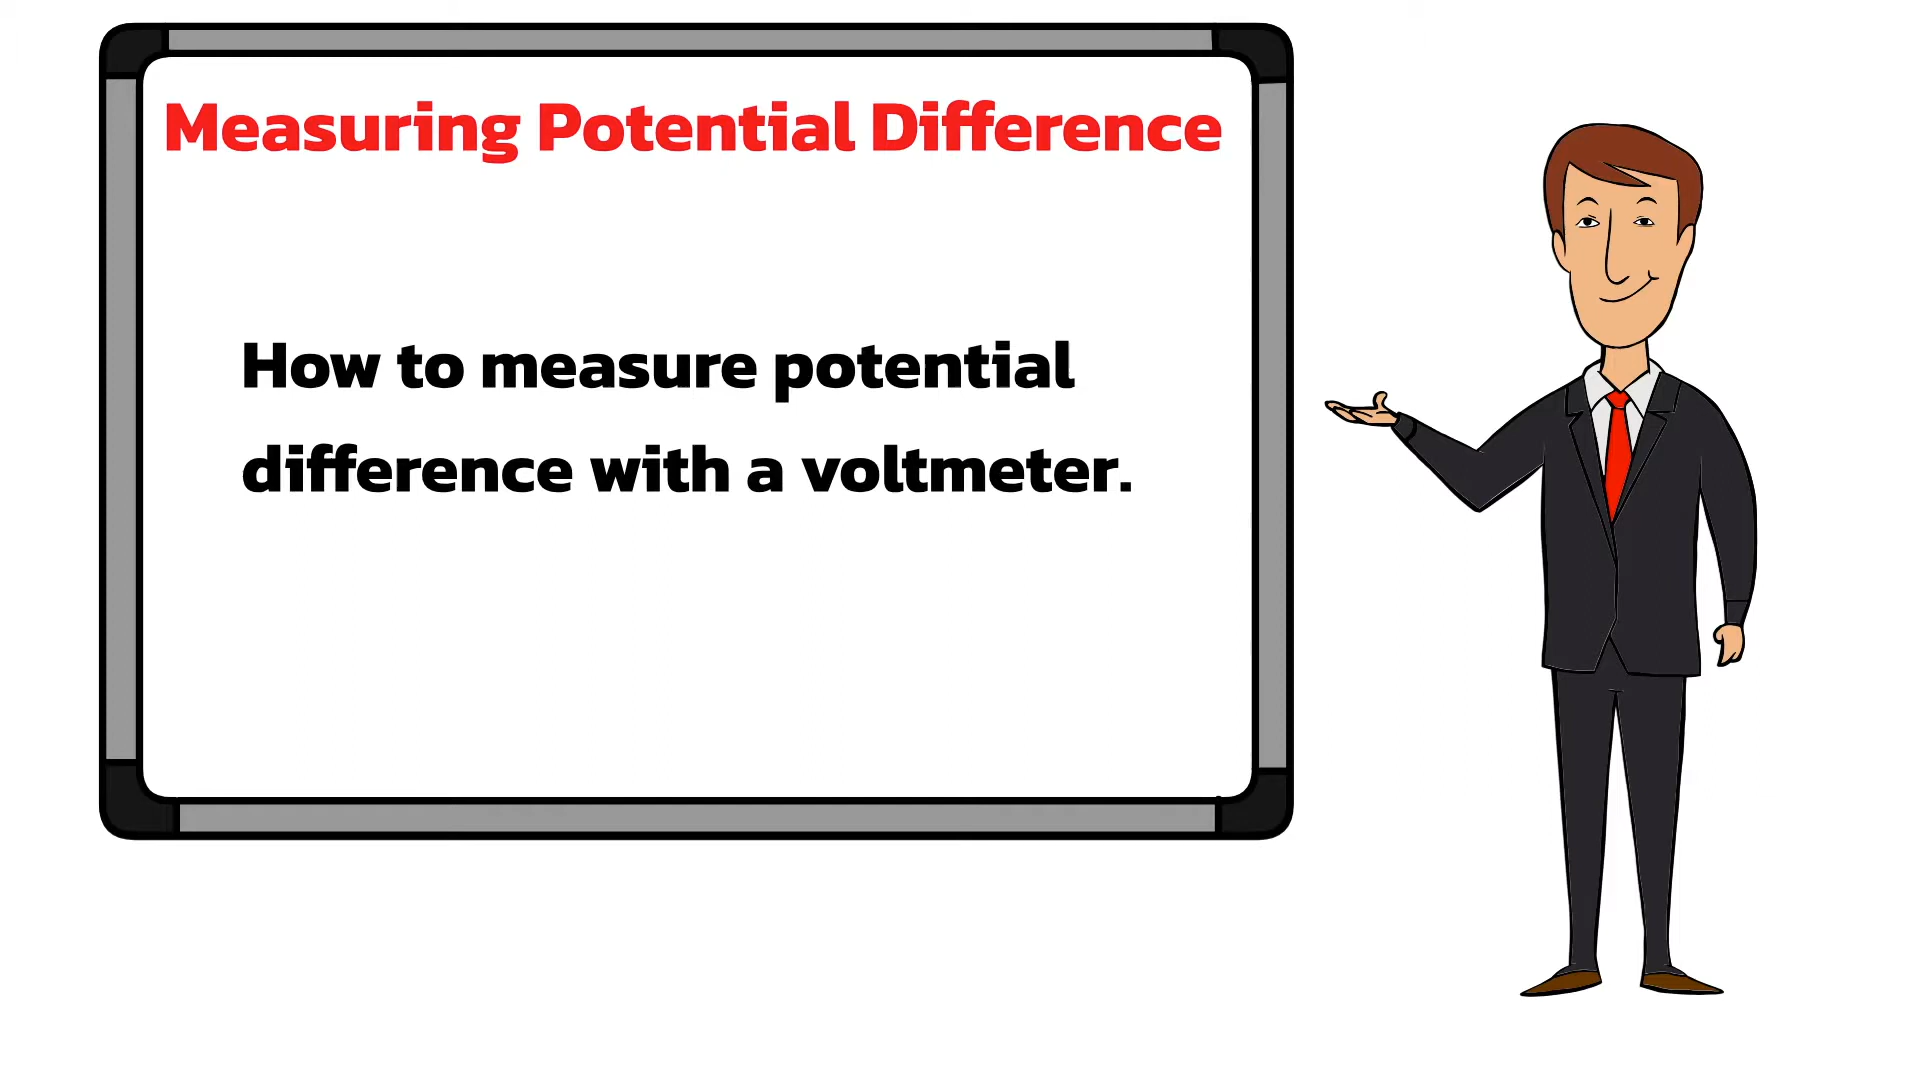 Measuring Potential Difference
How to measure potential
difference with a voltmeter.